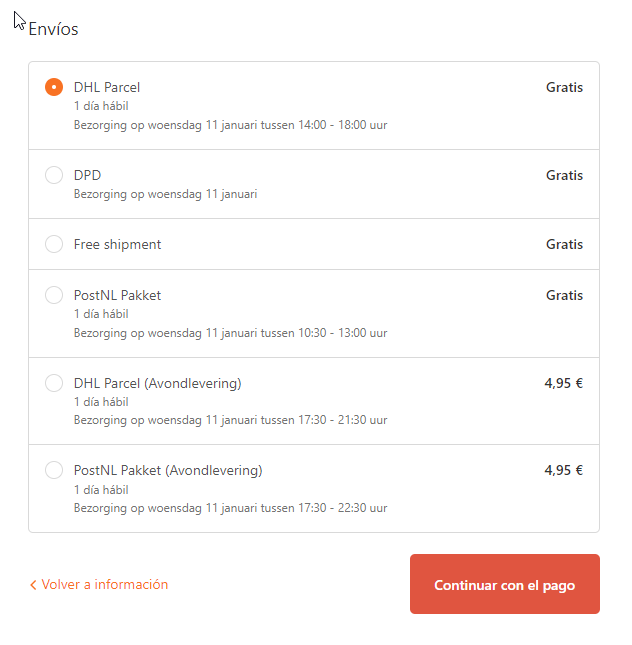 Envíos
DHL Parcel
Gratis
1 día hábil
Bezorging op woensdag 11 januari tussen 14:00 - 18:00 uur
DPD
Gratis
Bezorging op woensdag 11 januari
Free shipment
Gratis
PostNL Pakket
Gratis
1 día hábil
Bezorging op woensdag 11 januari tussen 10:30 - 13:00 uur
DHL Parcel (Avondlevering)
4,95 €
1 día hábil
Bezorging op woensdag 11 januari tussen 17:30 - 21:30 uur
PostNL Pakket (Avondlevering)
4,95 €
1 día hábil
Bezorging op woensdag 11 januari tussen 17:30 - 22:30 uur
Volver a información
Continuar con el pago